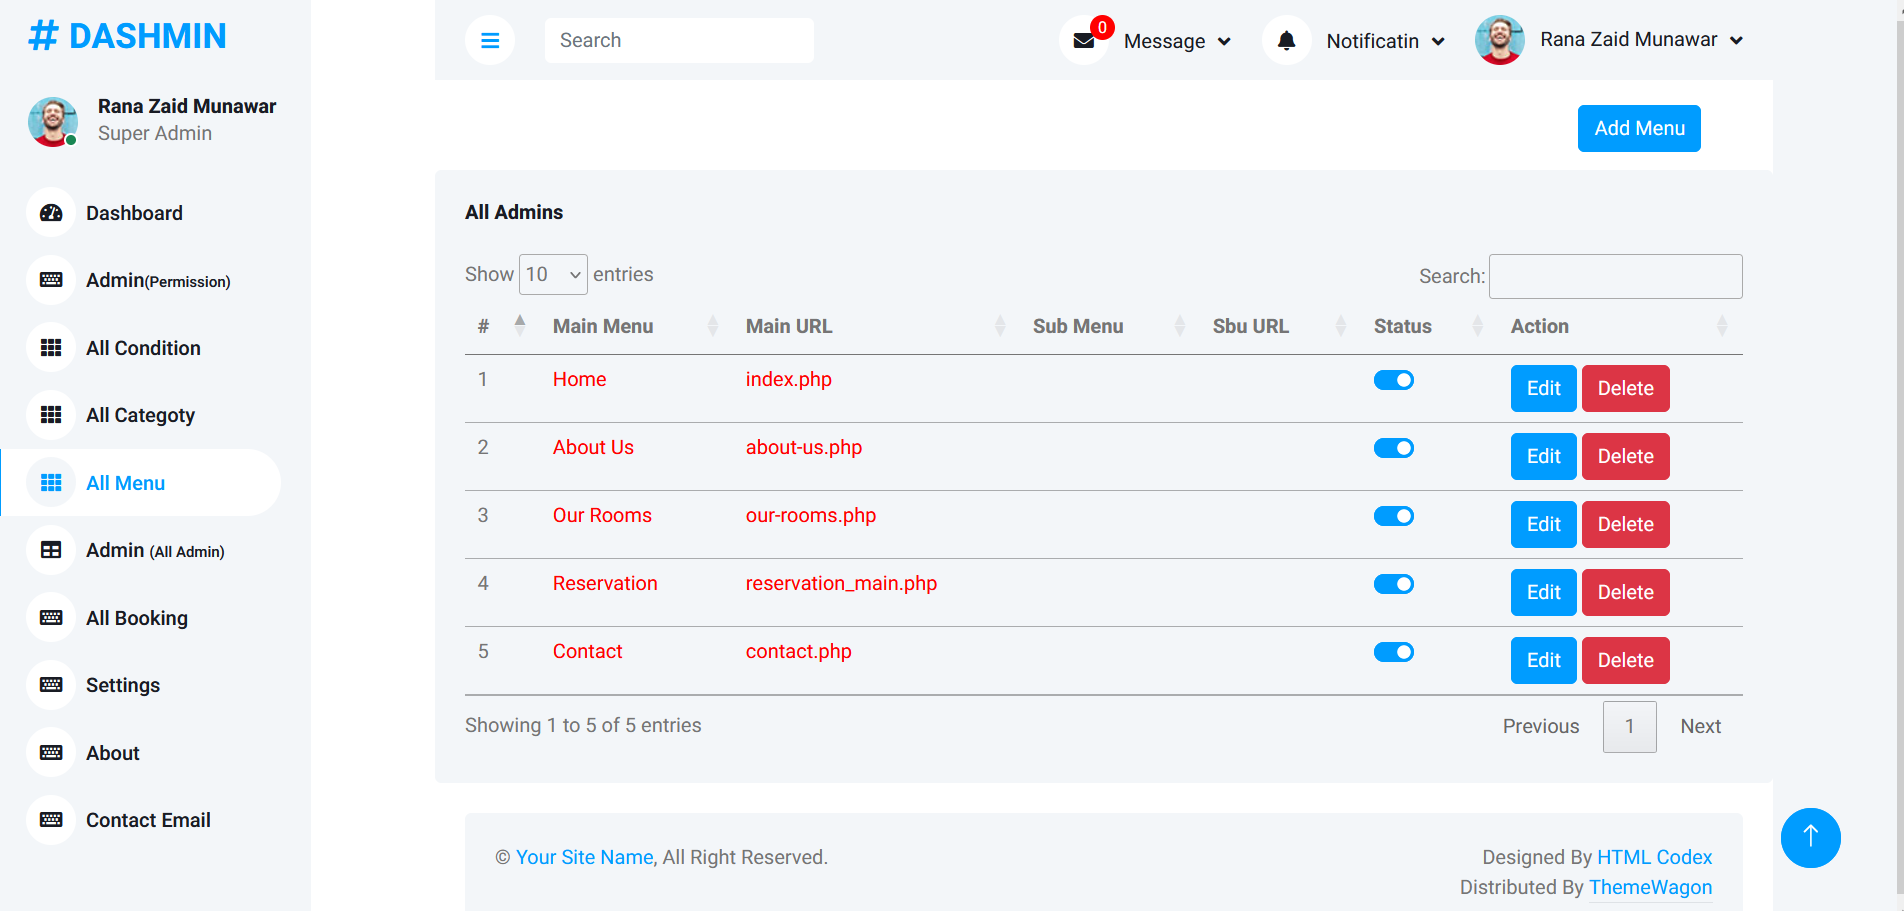 # DASHMIN
Rana Zaid Munawar
Super Admin
Dashboard
Admin(Permission)
All Condition
All Categoty
All Menu
Admin (All Admin)
All Booking
Settings
About
Contact Email
Search
0
Message
Notificatin
Rana Zaid Munawar
Add Menu
All Admins
Show 10 entries
Search:
# Main Menu Main URL Sub Menu Sbu URL Status Action
1 Home index.php Edit Delete
2 About Us about-us.php Edit Delete
3 Our Rooms our-rooms.php Edit Delete
4 Reservation reservation_main.php Edit Delete
5 Contact contact.php Edit Delete
Showing 1 to 5 of 5 entries
Previous 1 Next
© Your Site Name, All Right Reserved.
Designed By HTML Codex
Distributed By ThemeWagon